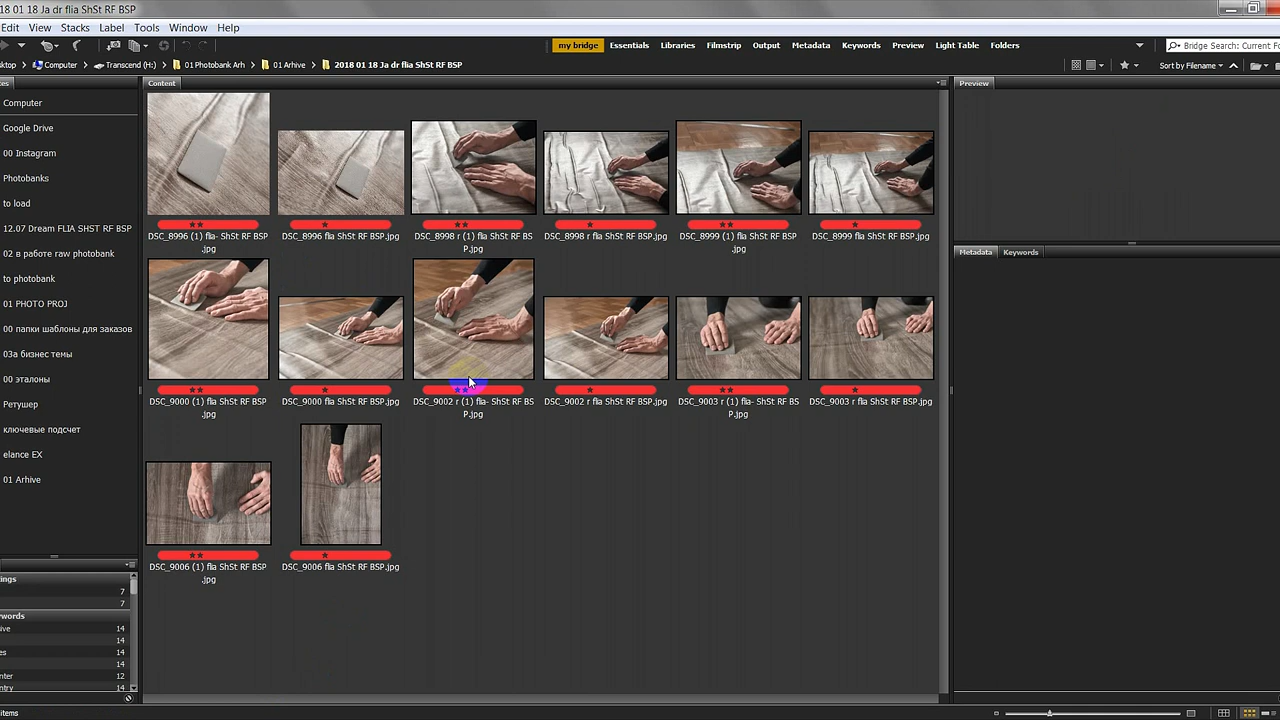 18 01 18 Ja dr flia ShSt RF BSP
Edit View Stacks Label Tools Window Help
my bridge Essentials Libraries Filmstrip Output Metadata Keywords Preview Light Table Folders
Bridge Search: Current Fo
sktop Computer Transcend (H:) 01 Photobank Arh 01 Arhive 2018 01 18 Ja dr flia ShSt RF BSP
Sort by Filename
Content
Preview
Computer
Google Drive
00 Instagram
Photobanks
to load
12.07 Dream FLIA SHST RF BSP
02 в работе raw photobank
to photobank
01 PHOTO PROJ
00 папки шаблоны для заказов
03a бизнес темы
00 эталоны
Ретушер
ключевые подсчет
elance EX
01 Arhive
DSC_8996 (1) fla- ShSt RF BSP
.jpg
DSC_8996 fla ShSt RF BSP.jpg
DSC_8998 r (1) fla- ShSt RF BS
P.jpg
DSC_8998 r fla ShSt RF BSP.jpg
DSC_8999 (1) fla- ShSt RF BSP
.jpg
DSC_8999 fla ShSt RF BSP.jpg
DSC_9000 (1) fla- ShSt RF BSP
.jpg
DSC_9000 fla ShSt RF BSP.jpg
DSC_9002 r (1) fla- ShSt RF BS
P.jpg
DSC_9002 r fla ShSt RF BSP.jpg
DSC_9003 r (1) fla- ShSt RF BS
P.jpg
DSC_9003 r fla ShSt RF BSP.jpg
DSC_9006 (1) fla ShSt RF BSP
.jpg
DSC_9006 fla ShSt RF BSP.jpg
Metadata Keywords
tings
7
7
words
ive 14
14
es 14
14
nter 12
ntry 14
items